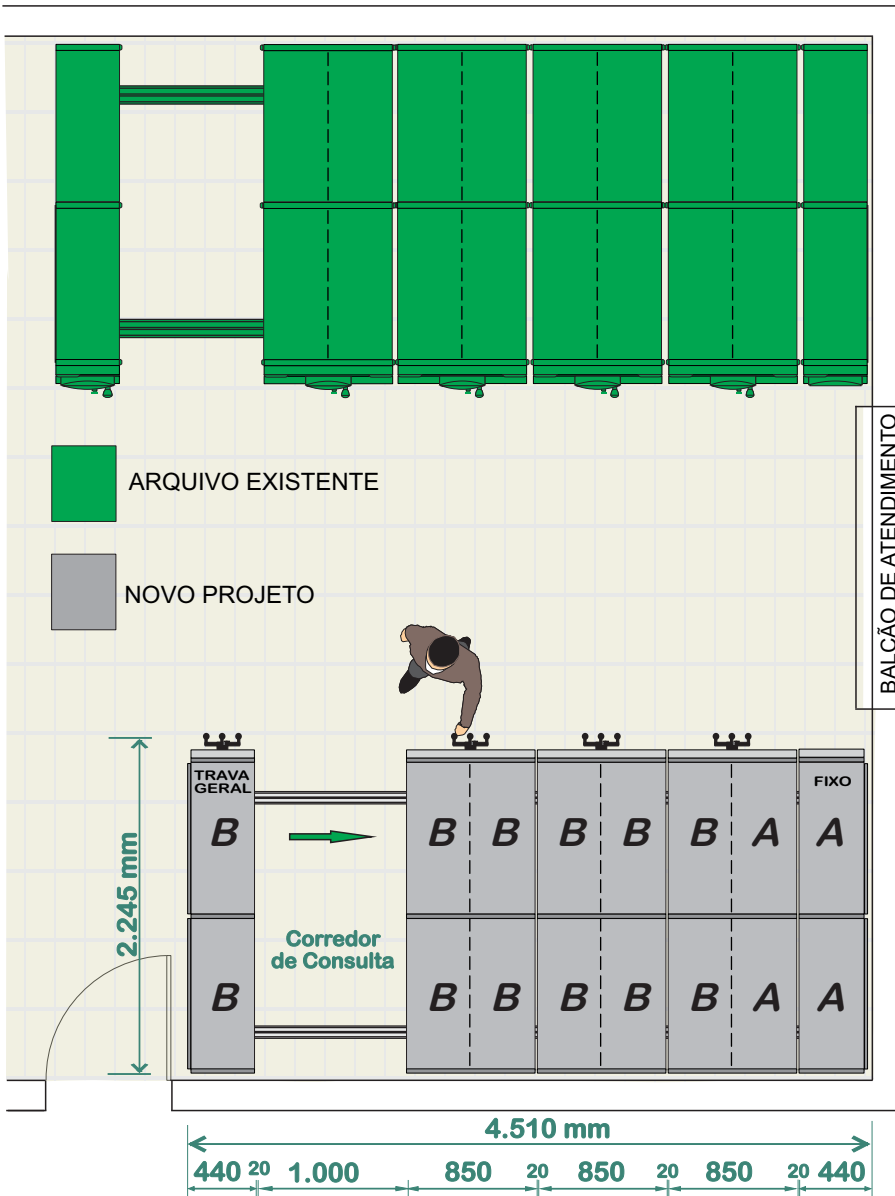 ARQUIVO EXISTENTE
BALCÃO DE ATENDIMENTO
NOVO PROJETO
TRAVA
GERAL
FIXO
B B B B B B A A
2.245 mm
Corredor
de Consulta
B B B B B B A A
4.510 mm
440 20 1.000 850 20 850 20 850 20 440